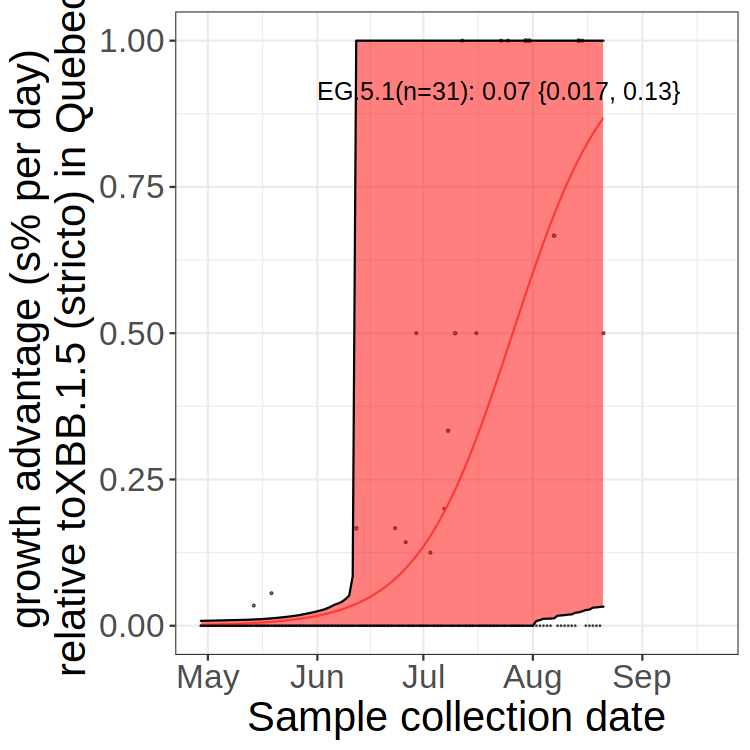 growth advantage (s% per day)
relative toXBB.1.5 (stricto) in Quebec
1.00
0.75
0.50
0.25
0.00
EG.5.1(n=31): 0.07 {0.017, 0.13}
May Jun Jul Aug Sep
Sample collection date